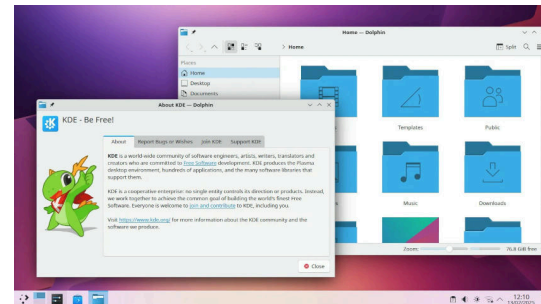 Home — Dolphin
Home
Split
Places
Home
Desktop
Documents
Templates
Public
Music
Downloads
Zoom:
76.8 GiB free
About KDE — Dolphin
KDE - Be Free!
About
Report Bugs or Wishes
Join KDE
Support KDE
KDE is a world-wide community of software engineers, artists, writers, translators and
creators who are committed to Free Software development. KDE produces the Plasma
desktop environment, hundreds of applications, and the many software libraries that
support them.
KDE is a cooperative enterprise: no single entity controls its direction or products. Instead,
we work together to achieve the common goal of building the world's finest Free
Software. Everyone is welcome to join and contribute to KDE, including you.
Visit https://www.kde.org/ for more information about the KDE community and the
software we produce.
Close
12:10